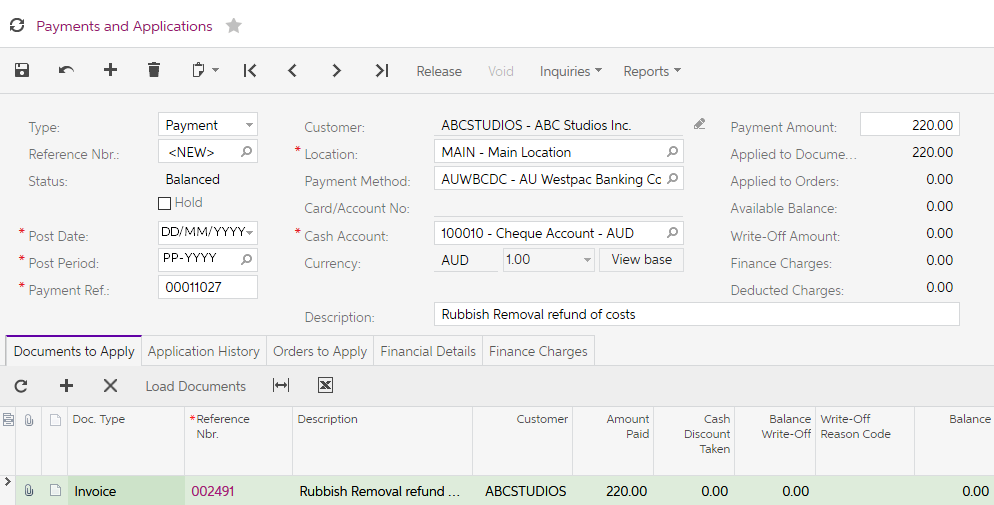 Payments and Applications
Release Void Inquiries Reports
Type: Payment Customer: ABCSTUDIOS - ABC Studios Inc. Payment Amount: 220.00
Reference Nbr.: <NEW> * Location: MAIN - Main Location Applied to Docume... 220.00
Status: Balanced Payment Method: AUWBCDC - AU Westpac Banking Cc Applied to Orders: 0.00
Hold Card/Account No: Available Balance: 0.00
* Post Date: DD/MM/YYYY * Cash Account: 100010 - Cheque Account - AUD Write-Off Amount: 0.00
* Post Period: PP-YYYY Currency: AUD 1.00 View base Finance Charges: 0.00
* Payment Ref.: 00011027 Deducted Charges: 0.00
Description: Rubbish Removal refund of costs
Documents to Apply Application History Orders to Apply Financial Details Finance Charges
Load Documents
Doc. Type *Reference Description Customer Amount Cash Balance Write-Off Balance
Nbr. Paid Discount Write-Off Reason Code
Taken
Invoice 002491 Rubbish Removal refund ... ABCSTUDIOS 220.00 0.00 0.00 0.00